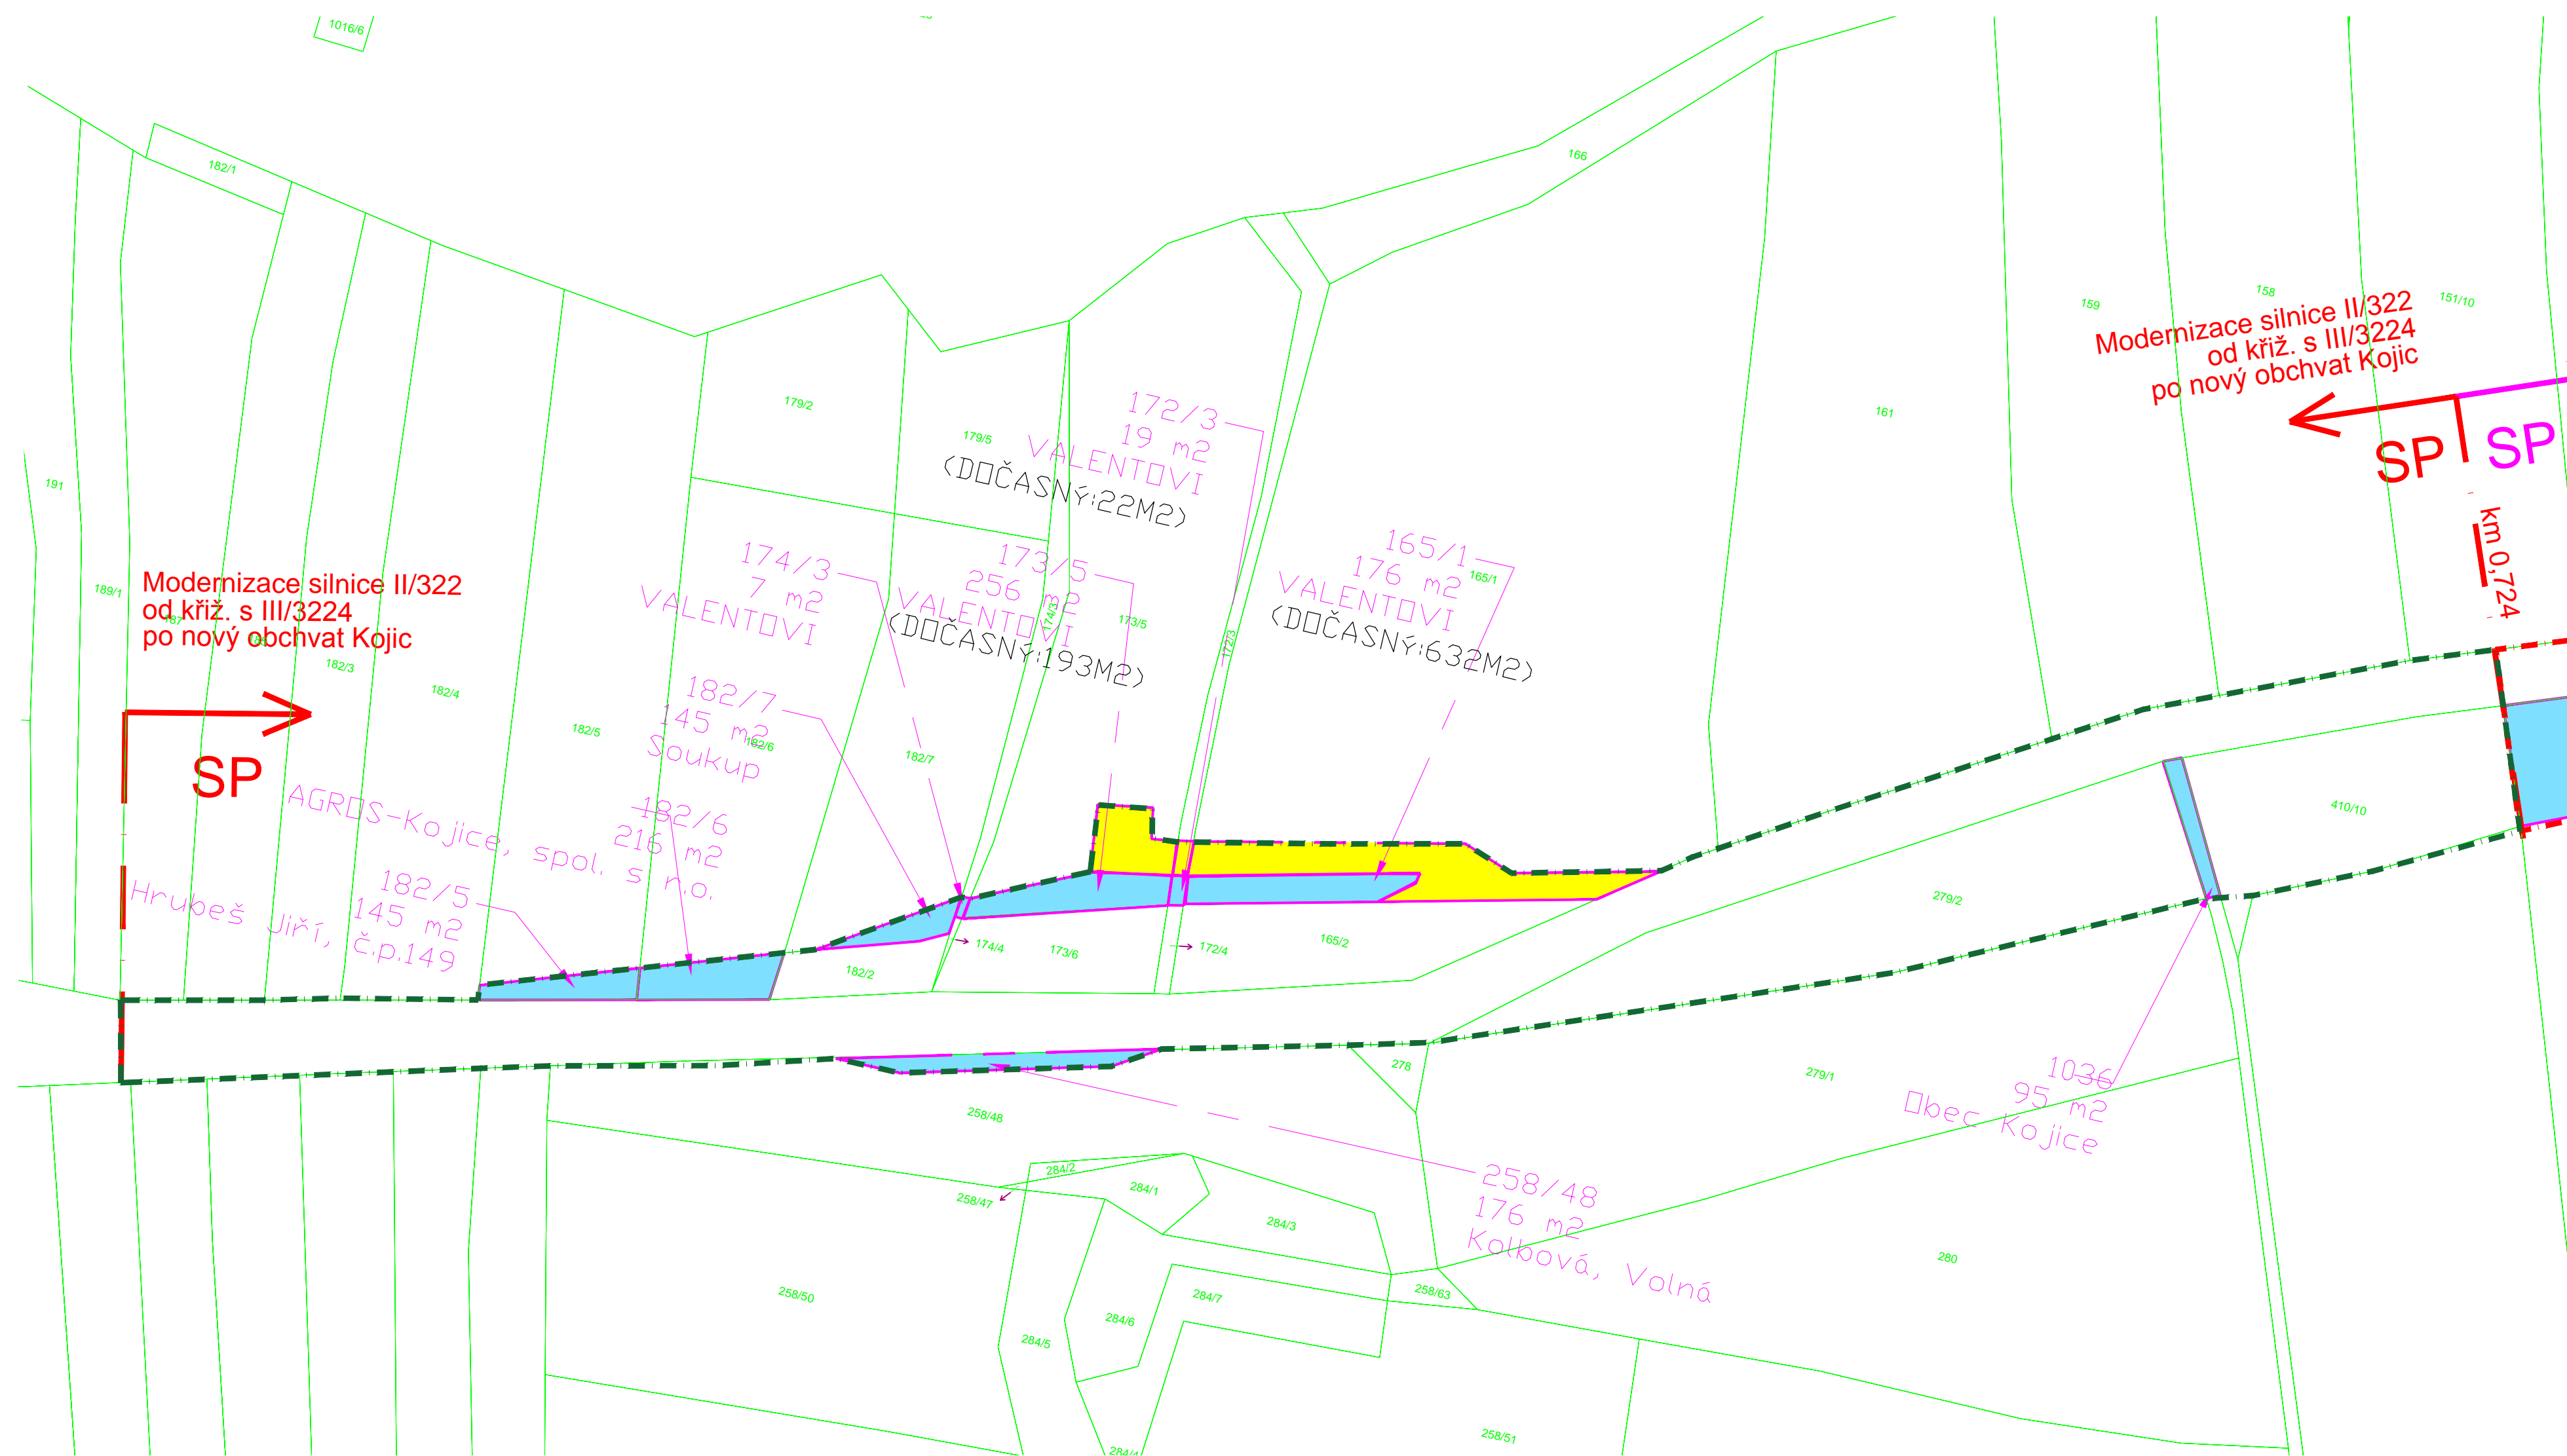 1016/6
182/1
166
191
189/1
187
186
182/3
182/4
182/5
182/6
182/7
179/2
179/5
174/3
173/5
172/3
165/1
161
159
158
151/10
Modernizace silnice II/322
od křiž. s III/3224
po nový obchvat Kojic
SP
SP
km 0,724
Modernizace silnice II/322
od křiž. s III/3224
po nový obchvat Kojic
SP
172/3
19 m2
VALENTOVI
(DOČASNÝ:22M2)
174/3
7 m2
VALENTOVI
173/5
256 m2
VALENTOVI
(DOČASNÝ:193M2)
165/1
176 m2
VALENTOVI
(DOČASNÝ:632M2)
182/7
145 m2
Soukup
182/6
216 m2
AGROS-Kojice, spol. s r.o.
182/5
145 m2
Hrubeš Jiří, č.p.149
182/2
174/4
173/6
172/4
165/2
279/2
410/10
278
279/1
1036
95 m2
Obec Kojice
258/48
258/48
176 m2
Kolbová, Volná
284/2
284/1
258/47
284/3
280
258/50
284/7
258/63
284/6
284/5
258/51
284/4